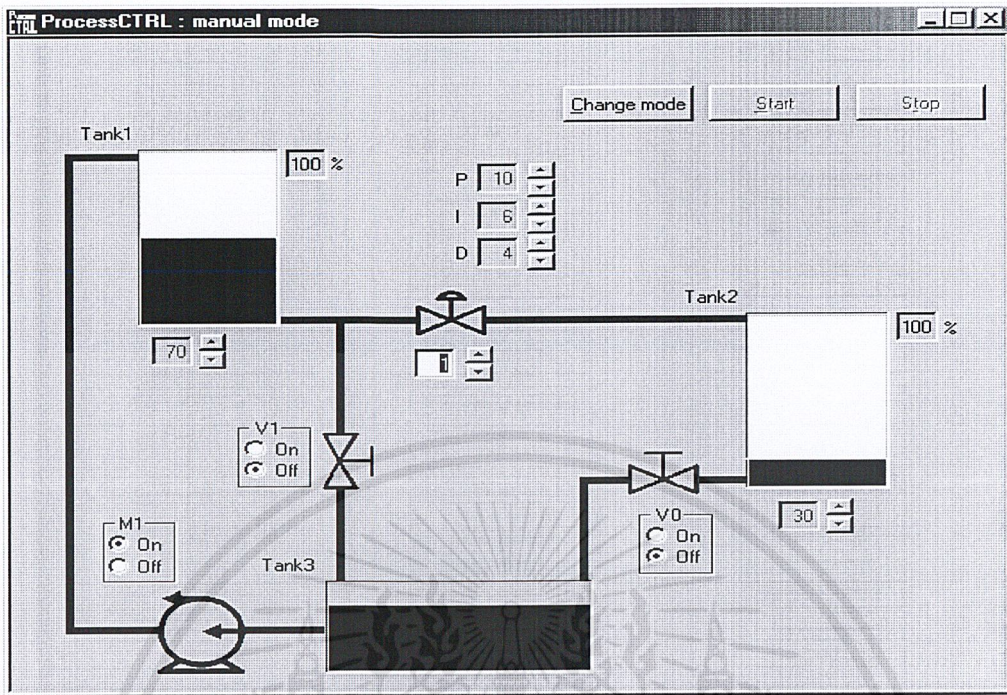 ProcessCTRL : manual mode
Change mode
Start
Stop
Tank1
100 %
P 10
I 6
D 4
Tank2
100 %
70
1
V1
On
Off
30
V0
On
Off
M1
On
Off
Tank3